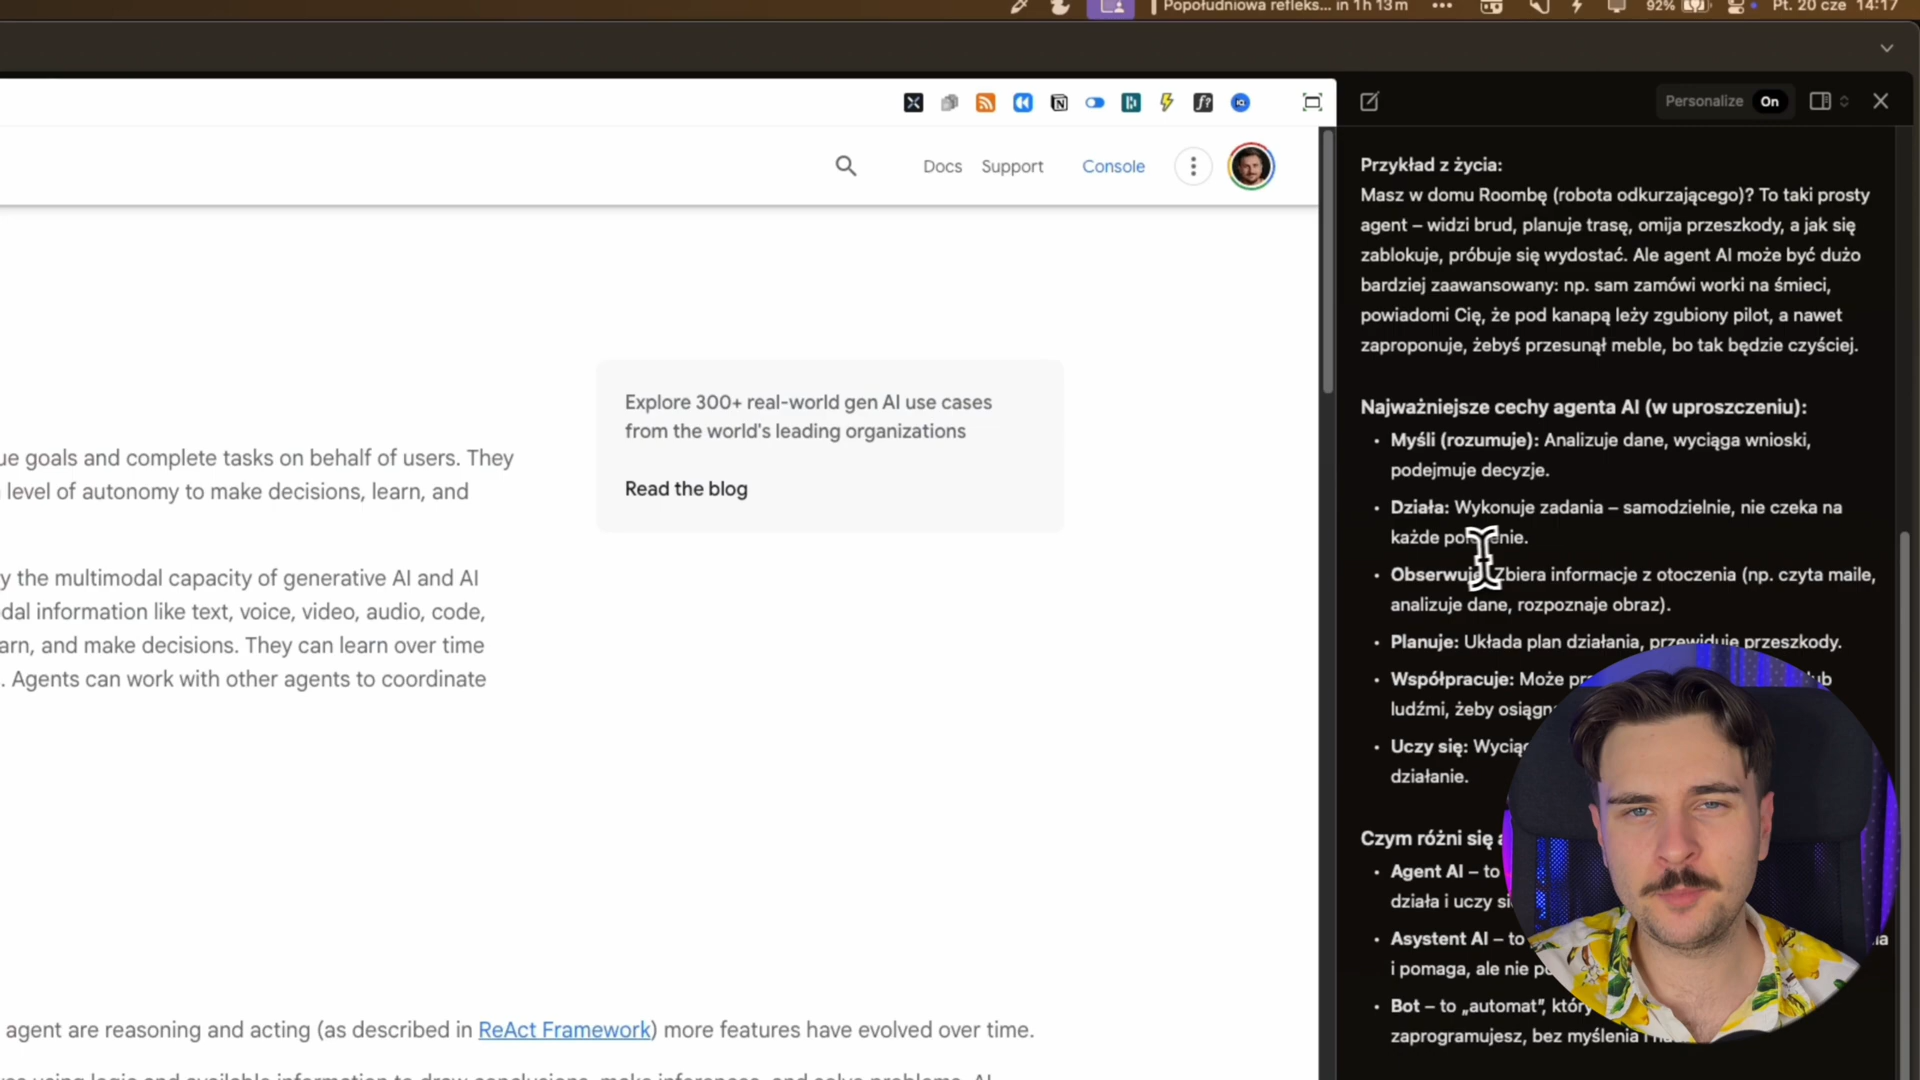 Popołudniowa refleks... in 1 h 13 m
92%
Pt. 20 cze 14:17
Personalize On
Docs Support Console
Explore 300+ real-world gen AI use cases
from the world's leading organizations
Read the blog
ue goals and complete tasks on behalf of users. They
level of autonomy to make decisions, learn, and
y the multimodal capacity of generative AI and AI
dal information like text, voice, video, audio, code,
arn, and make decisions. They can learn over time
. Agents can work with other agents to coordinate
agent are reasoning and acting (as described in ReAct Framework) more features have evolved over time.
Przykład z życia:
Masz w domu Roombę (robota odkurzającego)? To taki prosty
agent – widzi brud, planuje trasę, omija przeszkody, a jak się
zablokuje, próbuje się wydostać. Ale agent AI może być dużo
bardziej zaawansowany: np. sam zamówi worki na śmieci,
powiadomi Cię, że pod kanapą leży zgubiony pilot, a nawet
zaproponuje, żebyś przesunął meble, bo tak będzie czyściej.
Najważniejsze cechy agenta AI (w uproszczeniu):
• Myśli (rozumuje): Analizuje dane, wyciąga wnioski,
podejmuje decyzje.
• Działa: Wykonuje zadania – samodzielnie, nie czeka na
każde
• Obserwuje Zbiera informacje z otoczenia (np. czyta maile,
analizuje dane, rozpoznaje obraz).
• Planuje: Układa plan działania, przewiduje przeszkody.
• Współpracuje: Może
ludźmi, żeby
• Uczy się:
działanie.
Czym różni się
• Agent AI – to
działa i uczy
• Asystent AI – to
i pomaga, ale nie
• Bot – to „automat”,
zaprogramujesz, bez myślenia i